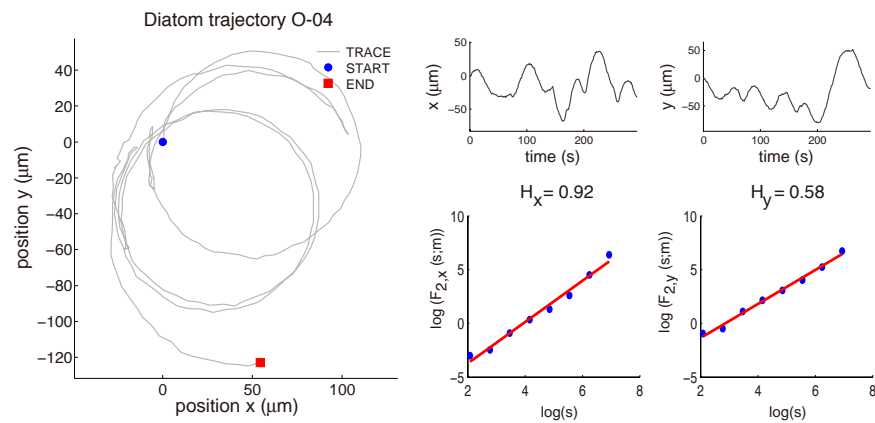 Diatom trajectory O-04
40
20
0
−20
−40
−60
−80
−100
−120
position y (μm)
0
50
100
position x (μm)
TRACE
START
END
50
0
−50
x (μm)
0
100
200
time (s)
50
0
−50
y (μm)
0
100
200
time (s)
Hx = 0.92
10
5
0
−5
log (F2,x (s;m))
2
4
6
8
log(s)
Hy = 0.58
10
5
0
−5
log (F2,y (s;m))
2
4
6
8
log(s)